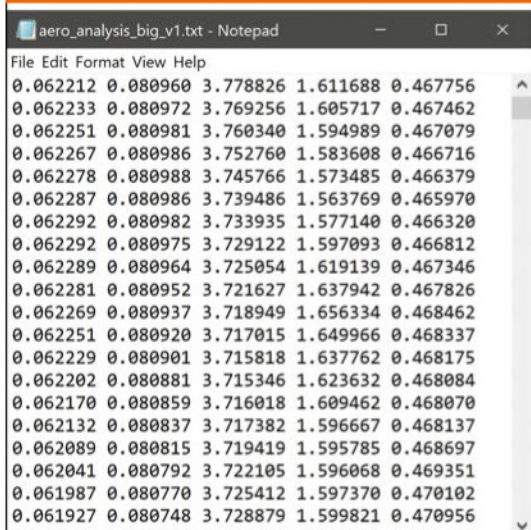 aero_analysis_big_v1.txt - Notepad
File Edit Format View Help
0.062212 0.080960 3.778826 1.611688 0.467756
0.062233 0.080972 3.769256 1.605717 0.467462
0.062251 0.080981 3.760340 1.594989 0.467079
0.062267 0.080986 3.752760 1.583608 0.466716
0.062278 0.080988 3.745766 1.573485 0.466379
0.062287 0.080986 3.739486 1.563769 0.465970
0.062292 0.080982 3.733935 1.577140 0.466320
0.062292 0.080975 3.729122 1.597093 0.466812
0.062289 0.080964 3.725054 1.619139 0.467346
0.062281 0.080952 3.721627 1.637942 0.467826
0.062269 0.080937 3.718949 1.656334 0.468462
0.062251 0.080920 3.717015 1.649966 0.468337
0.062229 0.080901 3.715818 1.637762 0.468175
0.062202 0.080881 3.715346 1.623632 0.468084
0.062170 0.080859 3.716018 1.609462 0.468070
0.062132 0.080837 3.717382 1.596667 0.468137
0.062089 0.080815 3.719419 1.595785 0.468697
0.062041 0.080792 3.722105 1.596068 0.469351
0.061987 0.080770 3.725412 1.597370 0.470102
0.061927 0.080748 3.728879 1.599821 0.470956